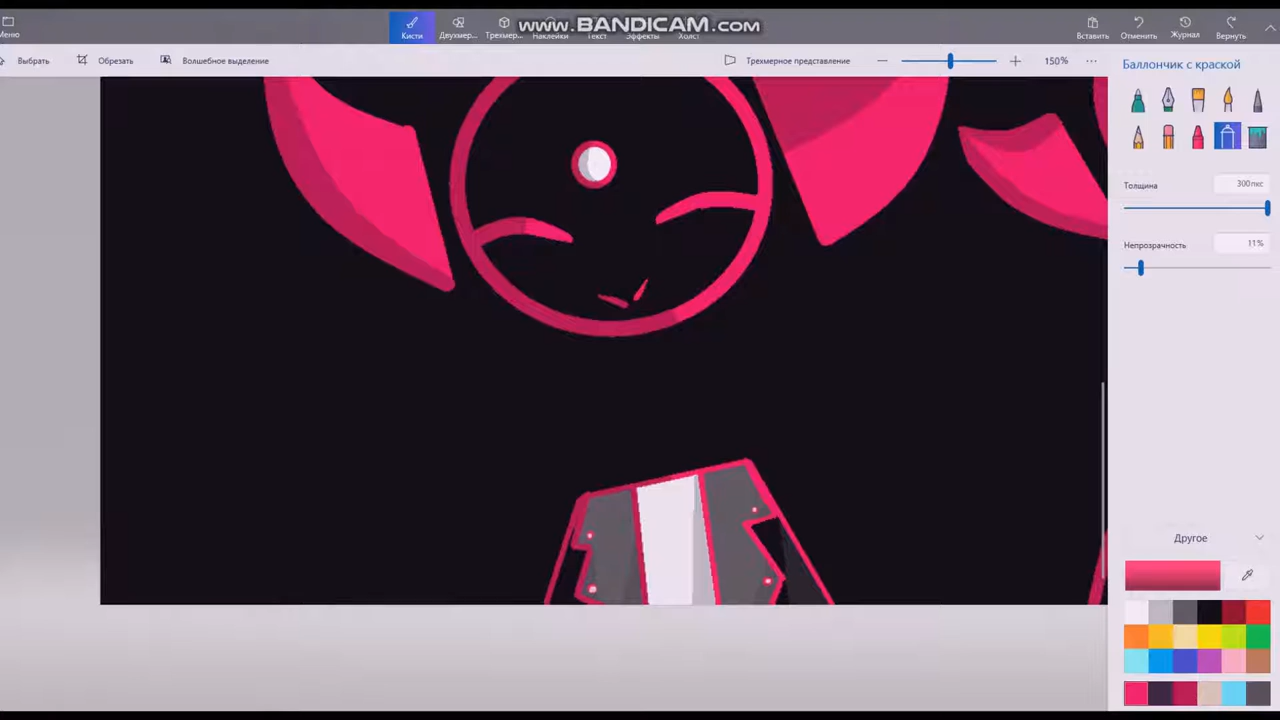 www.BANDICAM.com
Меню
Кисти
Двухмер...
Трехмер...
Наклейки
Текст
Эффекты
Холст
Вставить
Отменить
Журнал
Вернуть
Выбрать
Обрезать
Волшебное выделение
Трехмерное представление
150%
Баллончик с краской
Толщина
300пкс
Непрозрачность
11%
Другое